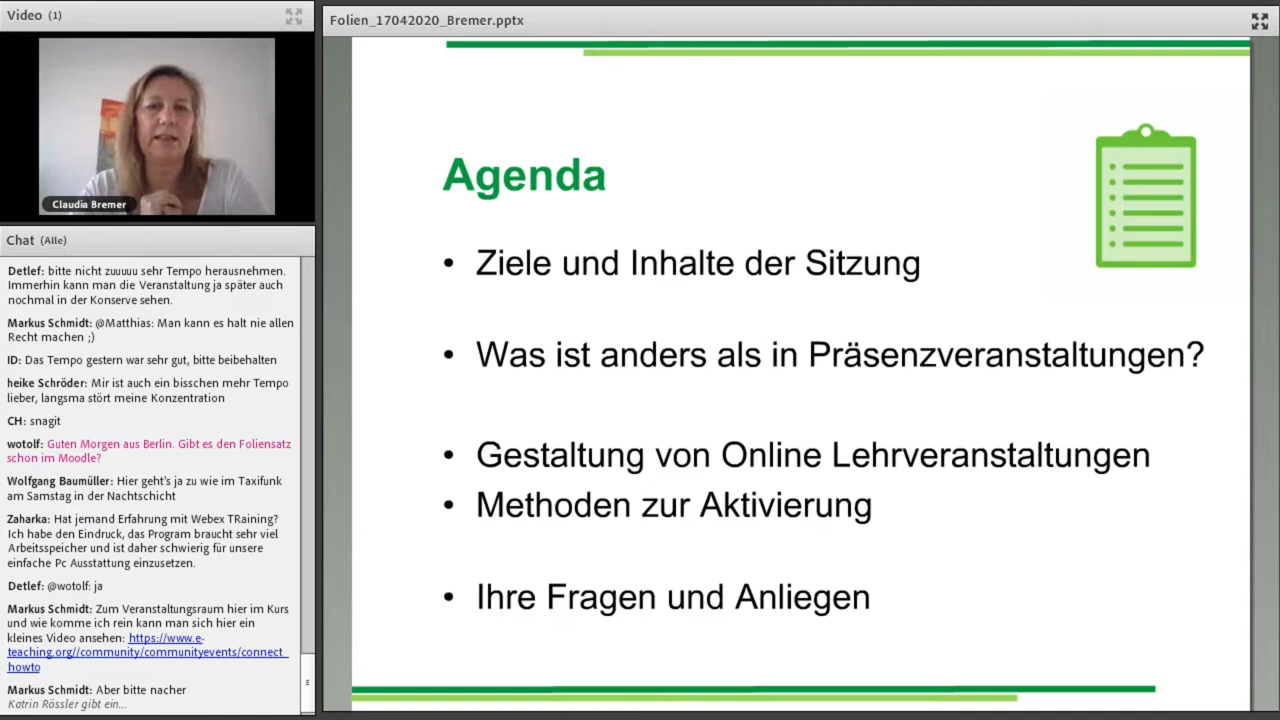 Video (1)
Claudia Bremer
Chat (Alle)
Detlef: bitte nicht zuuuuu sehr Tempo herausnehmen.
Immerhin kann man die Veranstaltung ja später auch
nochmal in der Konserve sehen.
Markus Schmidt: @Matthias: Man kann es halt nie allen
Recht machen ;)
ID: Das Tempo gestern war sehr gut, bitte beibehalten
heike Schröder: Mir ist auch ein bisschen mehr Tempo
lieber, langsma stört meine Konzentration
CH: snagit
wotolf: Guten Morgen aus Berlin. Gibt es den Foliensatz
schon im Moodle?
Wolfgang Baumüller: Hier geht's ja zu wie im Taxifunk
am Samstag in der Nachtschicht
Zaharka: Hat jemand Erfahrung mit Webex TRaining?
Ich habe den Eindruck, das Program braucht sehr viel
Arbeitsspeicher und ist daher schwierig für unsere
einfache Pc Ausstattung einzusetzen.
Detlef: @wotolf: ja
Markus Schmidt: Zum Veranstaltungsraum hier im Kurs
und wie komme ich rein kann man sich hier ein
kleines Video ansehen: https://www.e-
teaching.org//community/communityevents/connect_
howto
Markus Schmidt: Aber bitte nacher
Katrin Rössler gibt ein...
Folien_17042020_Bremer.pptx
Agenda
• Ziele und Inhalte der Sitzung
• Was ist anders als in Präsenzveranstaltungen?
• Gestaltung von Online Lehrveranstaltungen
• Methoden zur Aktivierung
• Ihre Fragen und Anliegen